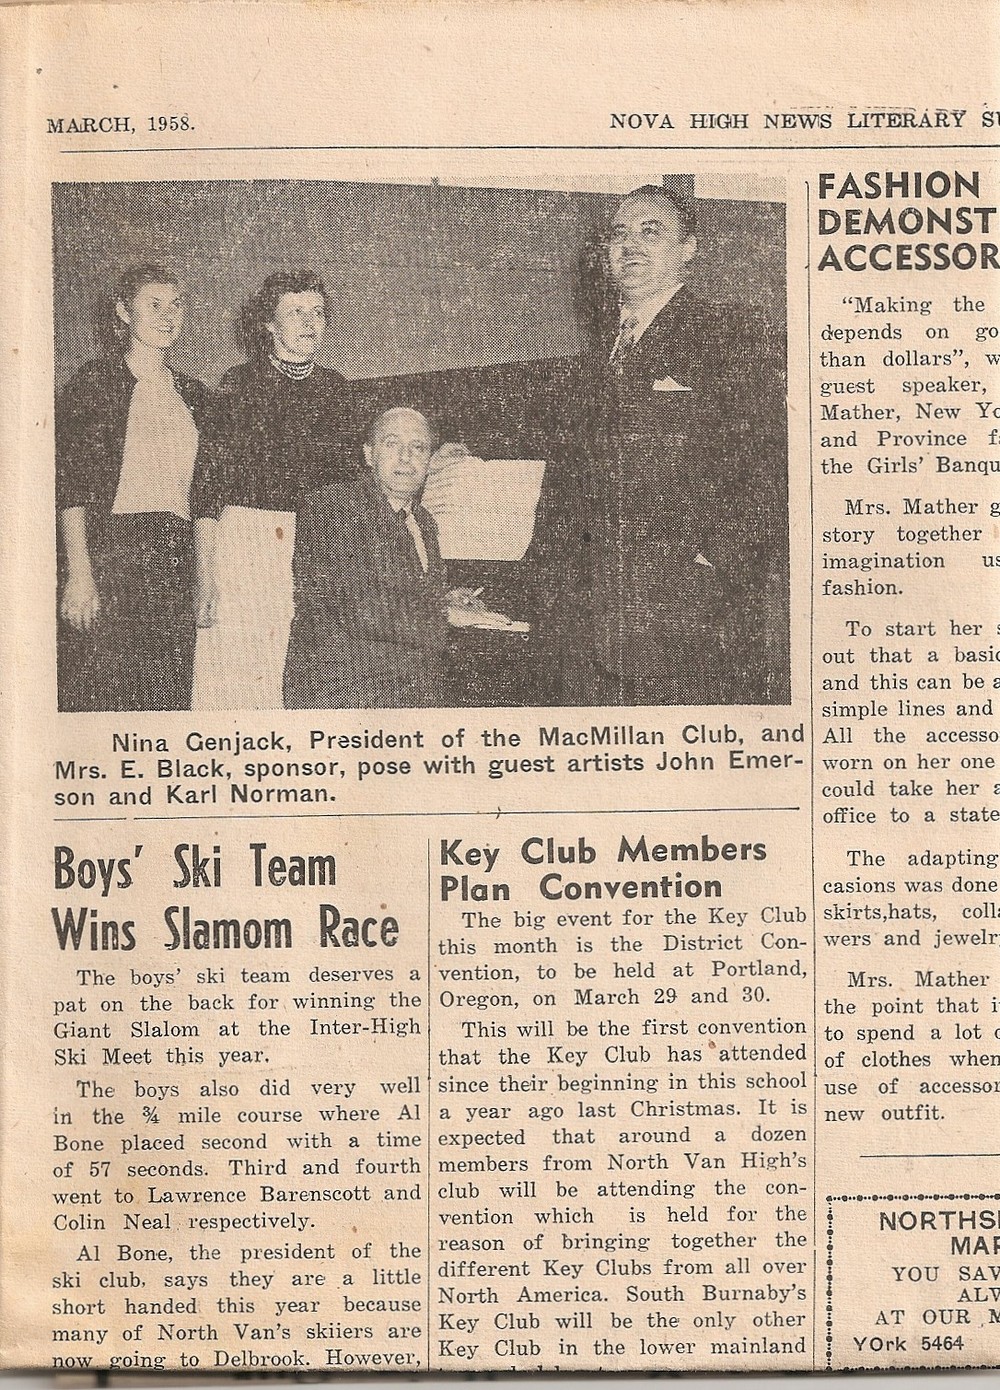 MARCH, 1958.
NOVA HIGH NEWS LITERARY
Nina Genjack, President of the MacMillan Club, and
Mrs. E. Black, sponsor, pose with guest artists John Emer-
son and Karl Norman.
Boys' Ski Team
Wins Slamom Race
The boys' ski team deserves a
pat on the back for winning the
Giant Slalom at the Inter-High
Ski Meet this year.
The boys also did very well
in the ¾ mile course where Al
Bone placed second with a time
of 57 seconds. Third and fourth
went to Lawrence Barenscott and
Colin Neal respectively.
Al Bone, the president of the
ski club, says they are a little
short handed this year because
many of North Van's skiiers are
now going to Delbrook. However,
Key Club Members
Plan Convention
The big event for the Key Club
this month is the District Con-
vention, to be held at Portland,
Oregon, on March 29 and 30.
This will be the first convention
that the Key Club has attended
since their beginning in this school
a year ago last Christmas. It is
expected that around a dozen
members from North Van High's
club will be attending the con-
vention which is held for the
reason of bringing together the
different Key Clubs from all over
North America. South Burnaby's
Key Club will be the only other
Key Club in the lower mainland
FASHION
DEMONST
ACCESSOR
"Making the
depends on go
than dollars", w
guest speaker,
Mather, New Yo
and Province f
the Girls' Banqu
Mrs. Mather g
story together
imagination us
fashion.
To start her s
out that a basic
and this can be a
simple lines and
All the accesso
worn on her one
could take her a
office to a state
The adapting
casions was done
skirts,hats, coll
wers and jewelr
Mrs. Mather
the point that i
to spend a lot o
of clothes when
use of accessor
new outfit.
NORTHS
MAR
YOU SAV
ALW
AT OUR M
YOrk 5464